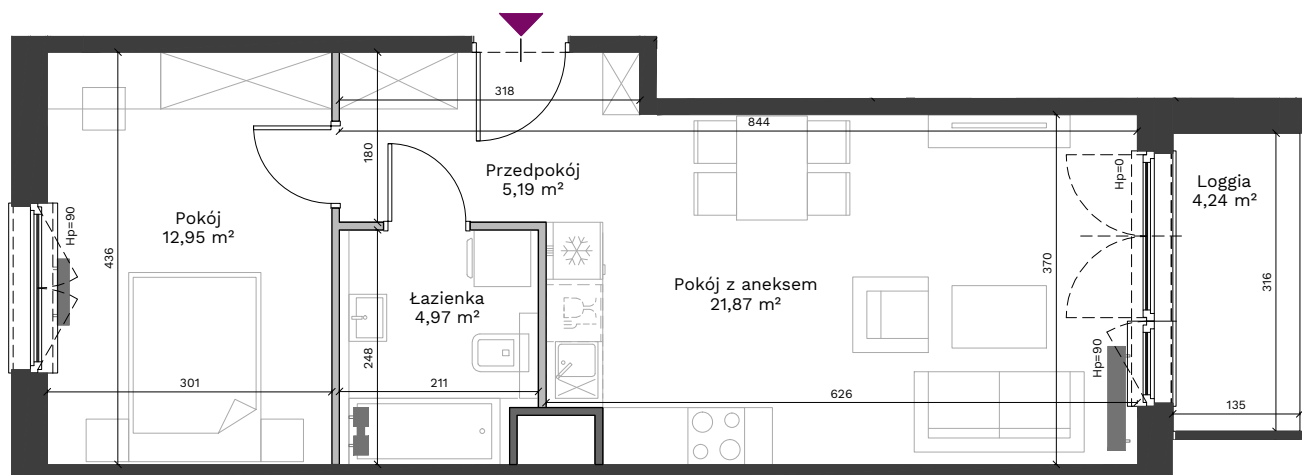 318
844
180
Przedpokój
5,19 m²
Hp=0
Loggia
4,24 m²
Hp=90
Pokój
12,95 m²
436
370
316
Pokój z aneksem
21,87 m²
Łazienka
4,97 m²
248
Hp=90
301
211
626
135